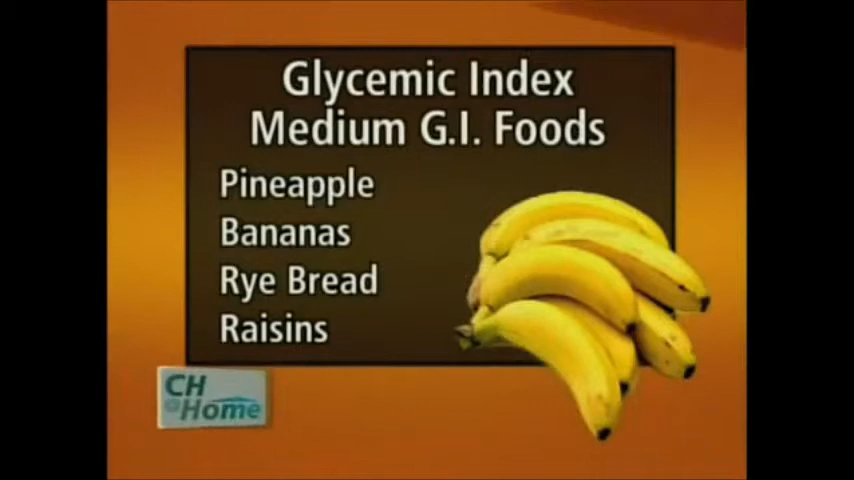 Glycemic Index
Medium G.I. Foods
Pineapple
Bananas
Rye Bread
Raisins
CH
@Home